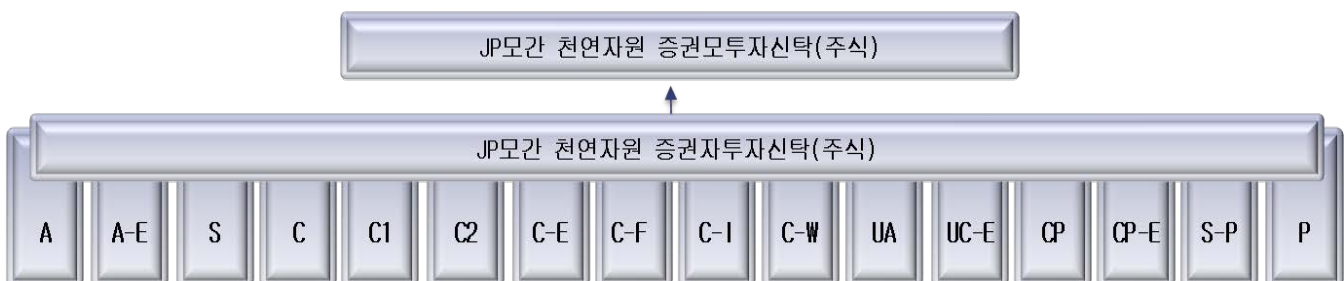 JP모간 천연자원 증권모투자신탁(주식)
JP모간 천연자원 증권자투자신탁(주식)
A A-E S C C1 C2 C-E C-F C-I C-W UA UC-E CP CP-E S-P P